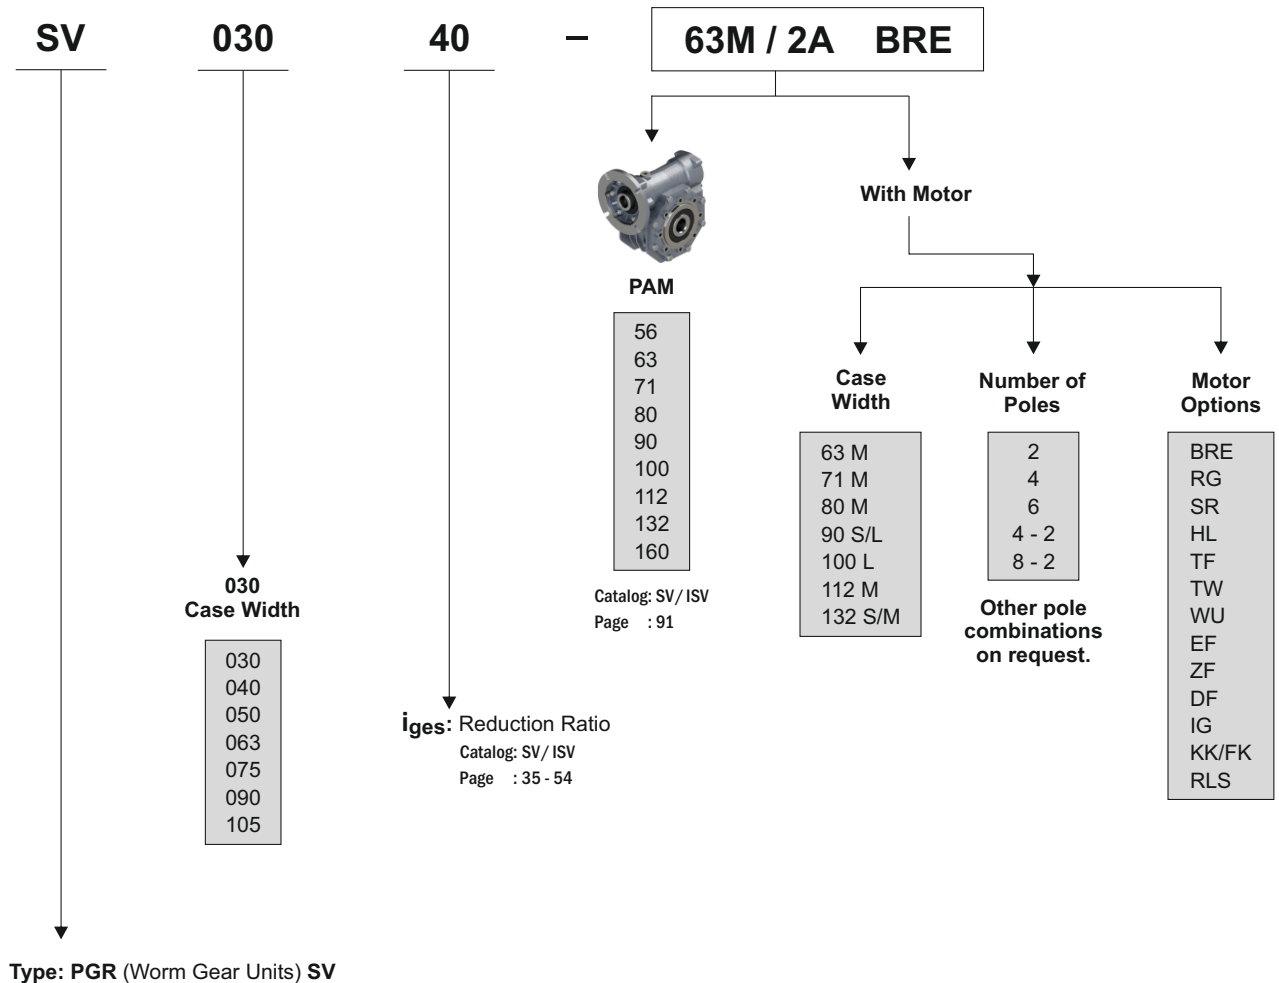 SV 030 40 – 63M / 2A BRE
With Motor
PAM
56
63
71
80
90
100
112
132
160
Catalog: SV/ ISV
Page : 91
Case
Width
63 M
71 M
80 M
90 S/L
100 L
112 M
132 S/M
Number of
Poles
2
4
6
4 - 2
8 - 2
Other pole
combinations
on request.
Motor
Options
BRE
RG
SR
HL
TF
TW
WU
EF
ZF
DF
IG
KK/FK
RLS
030
Case Width
030
040
050
063
075
090
105
iges: Reduction Ratio
Catalog: SV/ ISV
Page : 35 - 54
Type: PGR (Worm Gear Units) SV